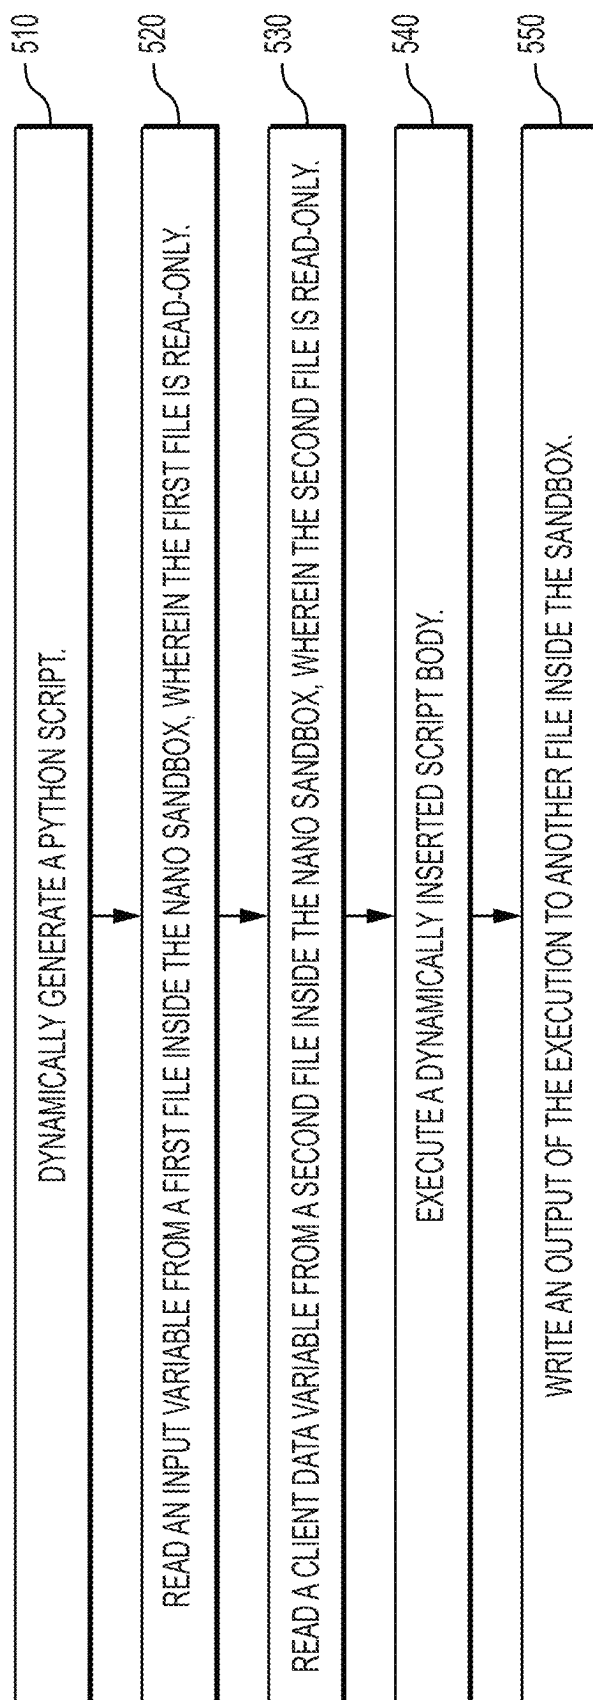 DYNAMICALLY GENERATE A PYTHON SCRIPT.
510
READ AN INPUT VARIABLE FROM A FIRST FILE INSIDE THE NANO SANDBOX, WHEREIN THE FIRST FILE IS READ-ONLY.
520
READ A CLIENT DATA VARIABLE FROM A SECOND FILE INSIDE THE NANO SANDBOX, WHEREIN THE SECOND FILE IS READ-ONLY.
530
EXECUTE A DYNAMICALLY INSERTED SCRIPT BODY.
540
WRITE AN OUTPUT OF THE EXECUTION TO ANOTHER FILE INSIDE THE SANDBOX.
550